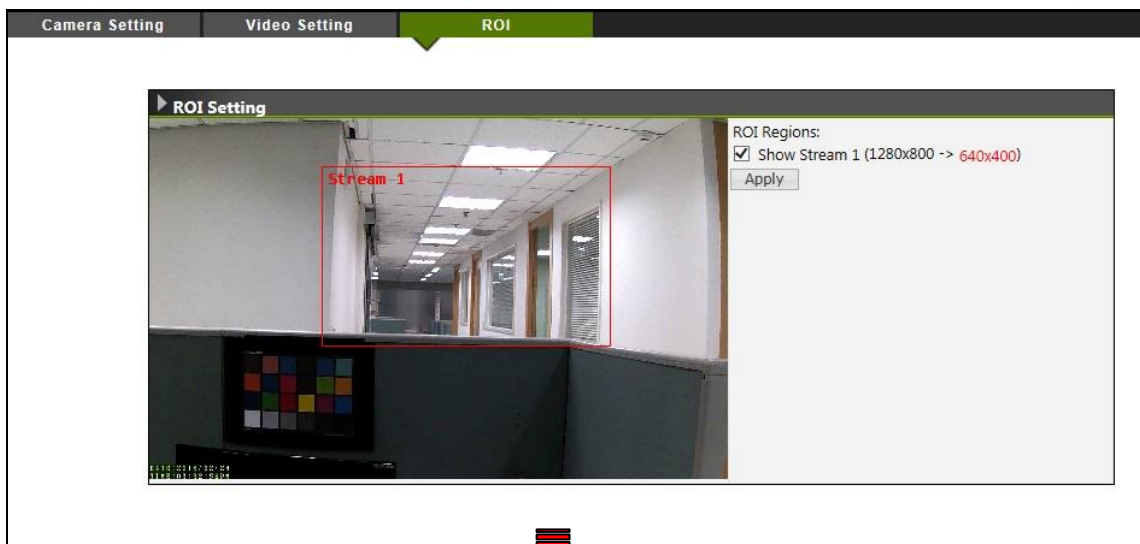 Camera Setting Video Setting ROI
ROI Setting
ROI Regions:
Show Stream 1 (1280x800 -> 640x400)
Apply
Stream 1